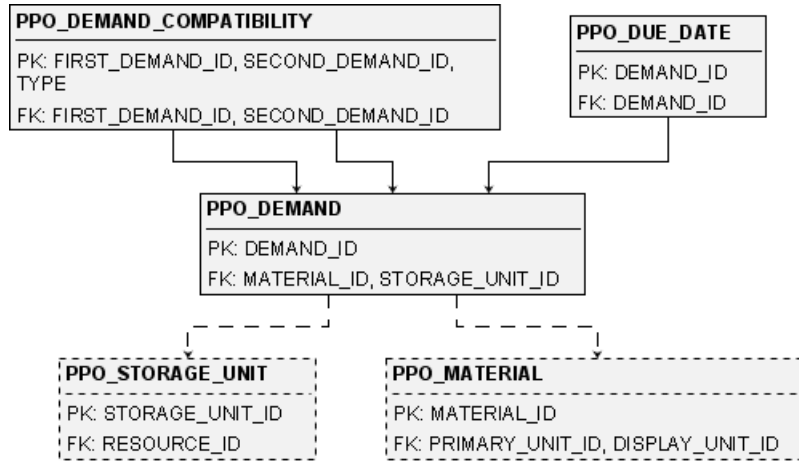 PPO_DEMAND_COMPATIBILITY
PK: FIRST_DEMAND_ID, SECOND_DEMAND_ID,
TYPE
FK: FIRST_DEMAND_ID, SECOND_DEMAND_ID
PPO_DUE_DATE
PK: DEMAND_ID
FK: DEMAND_ID
PPO_DEMAND
PK: DEMAND_ID
FK: MATERIAL_ID, STORAGE_UNIT_ID
PPO_STORAGE_UNIT
PK: STORAGE_UNIT_ID
FK: RESOURCE_ID
PPO_MATERIAL
PK: MATERIAL_ID
FK: PRIMARY_UNIT_ID, DISPLAY_UNIT_ID